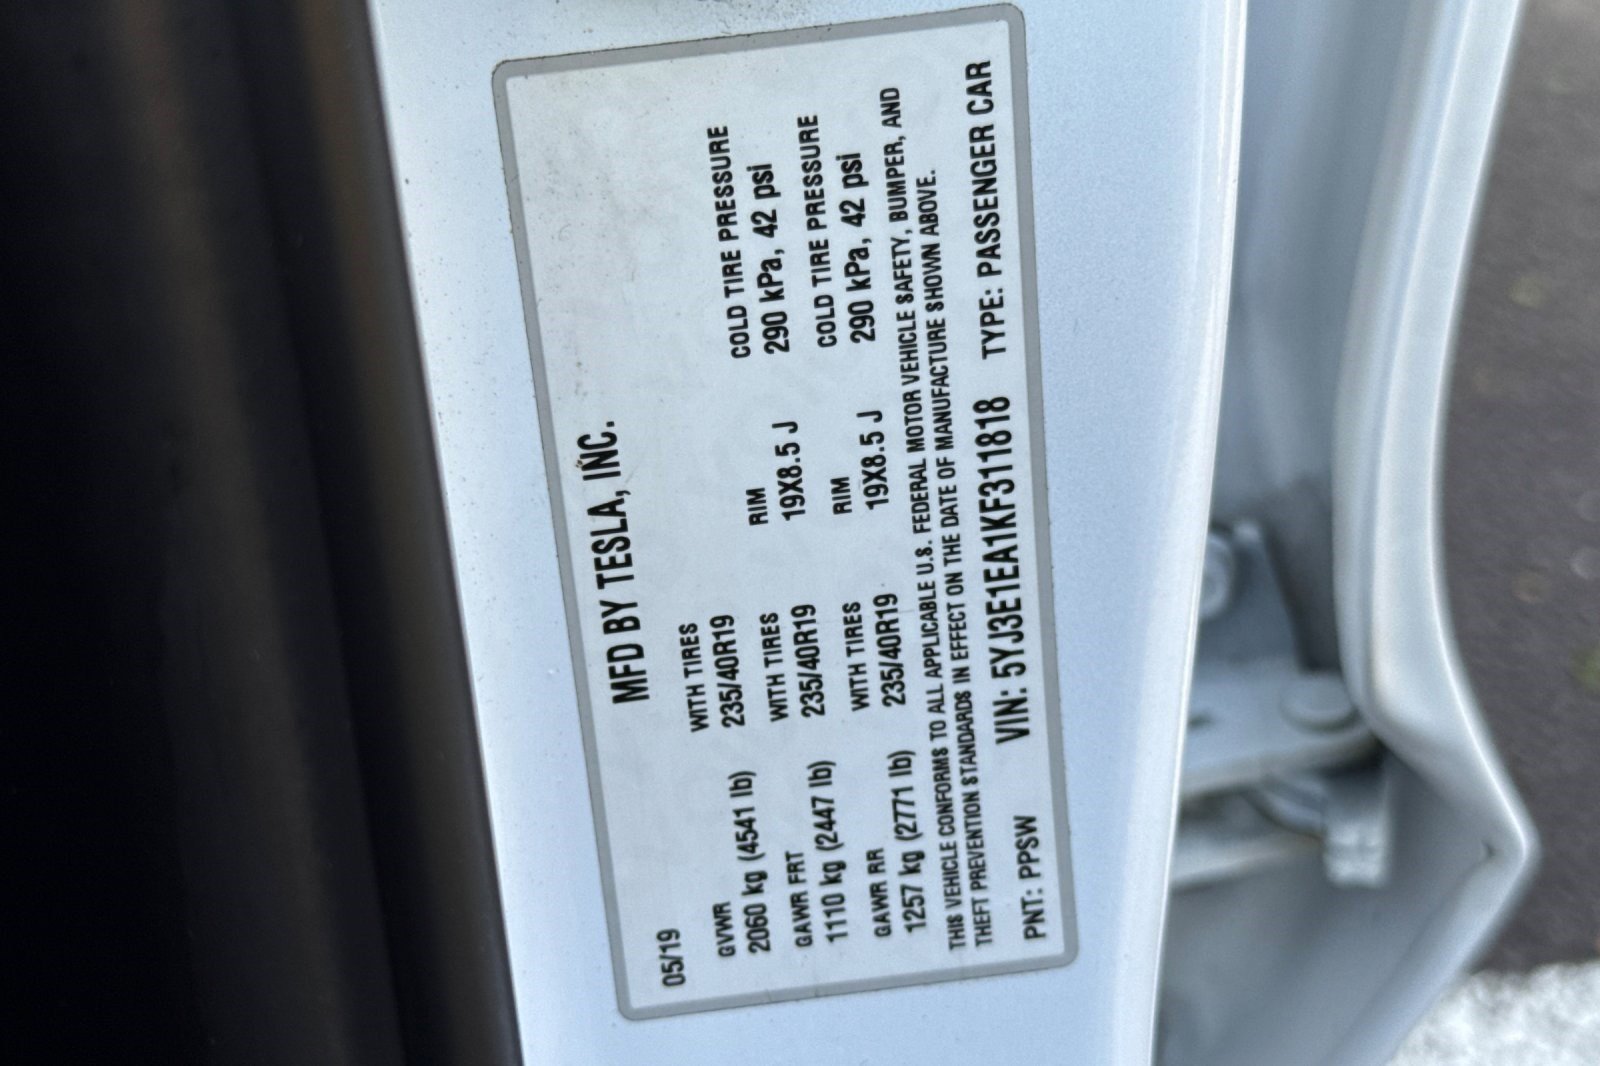 MFD BY TESLA, INC.
05/19
GVWR WITH TIRES RIM COLD TIRE PRESSURE
2060 kg (4541 lb) 235/40R19
GAWR FRT WITH TIRES RIM COLD TIRE PRESSURE
1110 kg (2447 lb) 235/40R19 19X8.5 J 290 kPa, 42 psi
GAWR RR WITH TIRES
1257 kg (2771 lb) 235/40R19 19X8.5 J 290 kPa, 42 psi
THIS VEHICLE CONFORMS TO ALL APPLICABLE U.S. FEDERAL MOTOR VEHICLE SAFETY, BUMPER, AND
THEFT PREVENTION STANDARDS IN EFFECT ON THE DATE OF MANUFACTURE SHOWN ABOVE.
PNT: PPSW VIN: 5YJ3E1EA1KF311818 TYPE: PASSENGER CAR